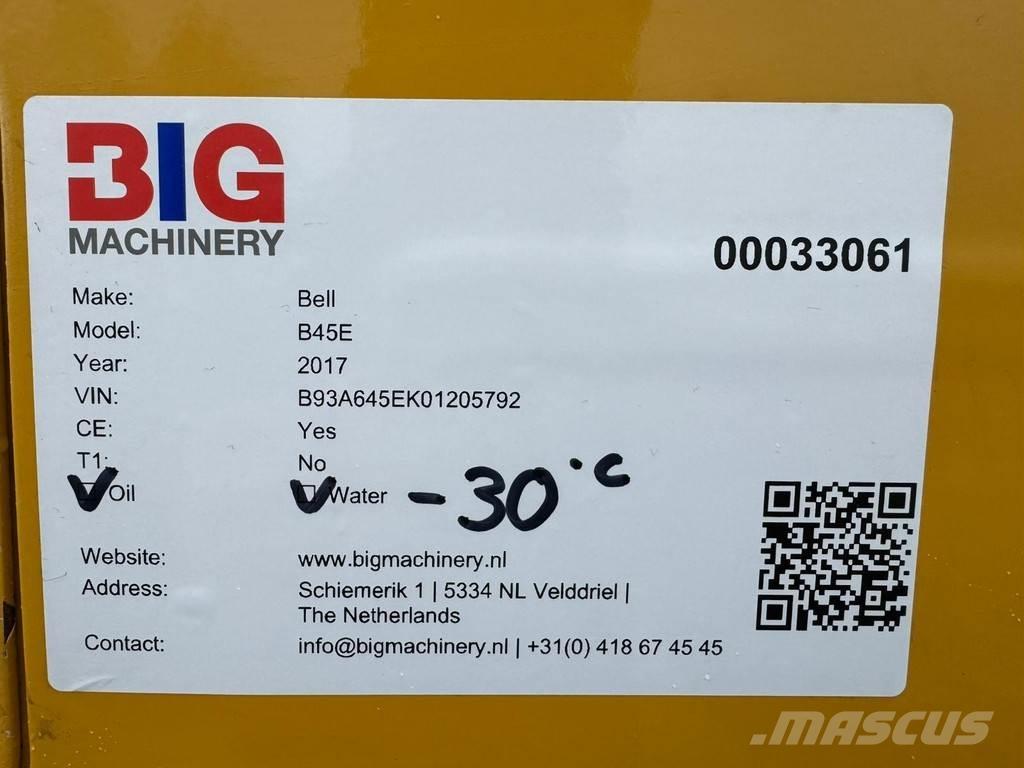 BIG
MACHINERY
00033061
Make: Bell
Model: B45E
Year: 2017
VIN: B93A645EK01205792
CE: Yes
T1: No
Oil Water -30°C
Website: www.bigmachinery.nl
Address: Schiemerik 1 | 5334 NL Velddriel |
The Netherlands
Contact: info@bigmachinery.nl | +31(0) 418 67 45 45
.MASCUS